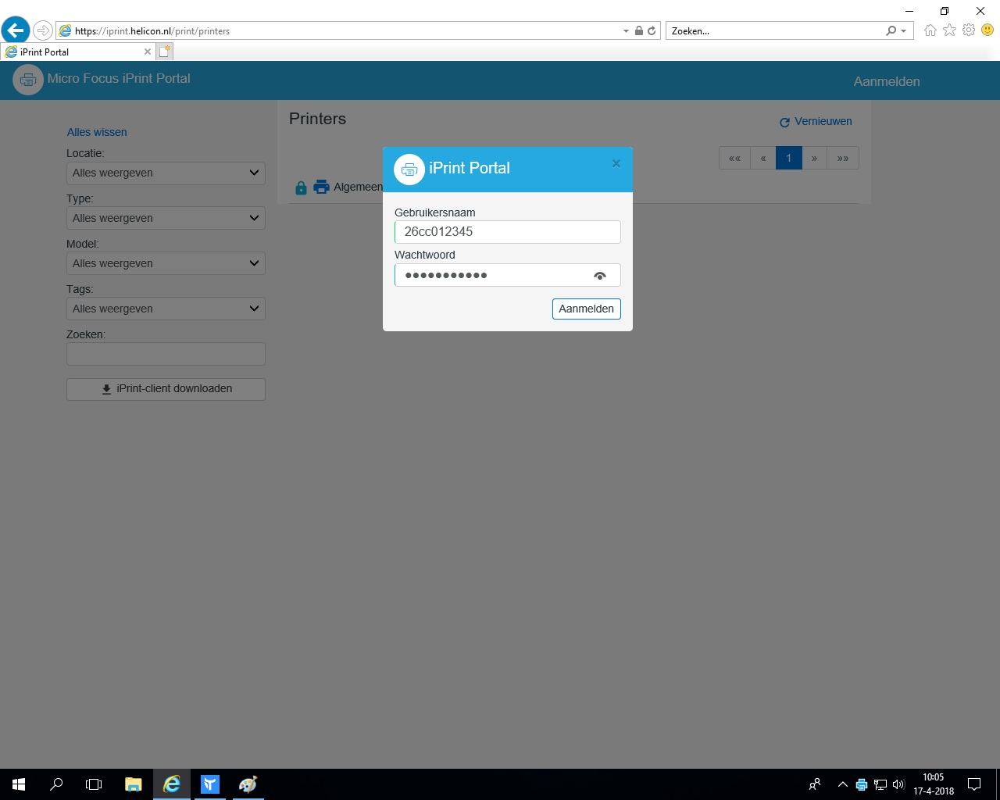 https://iprint.helicon.nl/print/printers
Zoeken...
iPrint Portal
Micro Focus iPrint Portal
Aanmelden
Alles wissen
Locatie:
Alles weergeven
Type:
Alles weergeven
Model:
Alles weergeven
Tags:
Alles weergeven
Zoeken:
iPrint-client downloaden
Printers
Vernieuwen
«« « 1 » »»
Algemeen
iPrint Portal
×
Gebruikersnaam
26cc012345
Wachtwoord
●●●●●●●●●●●
Aanmelden
10:05
17-4-2018